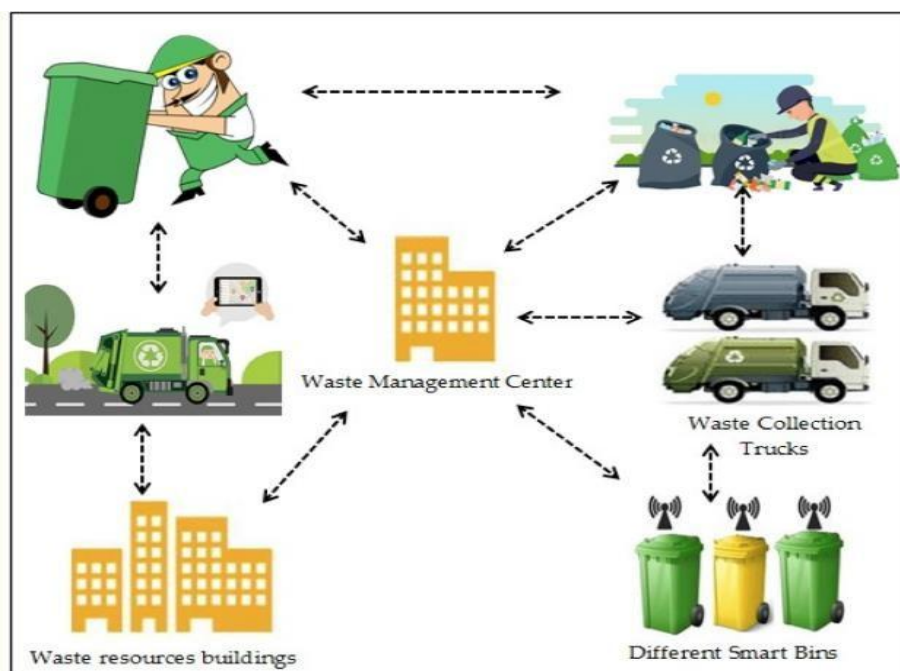 Waste Management Center
Waste Collection
Trucks
Waste resources buildings
Different Smart Bins